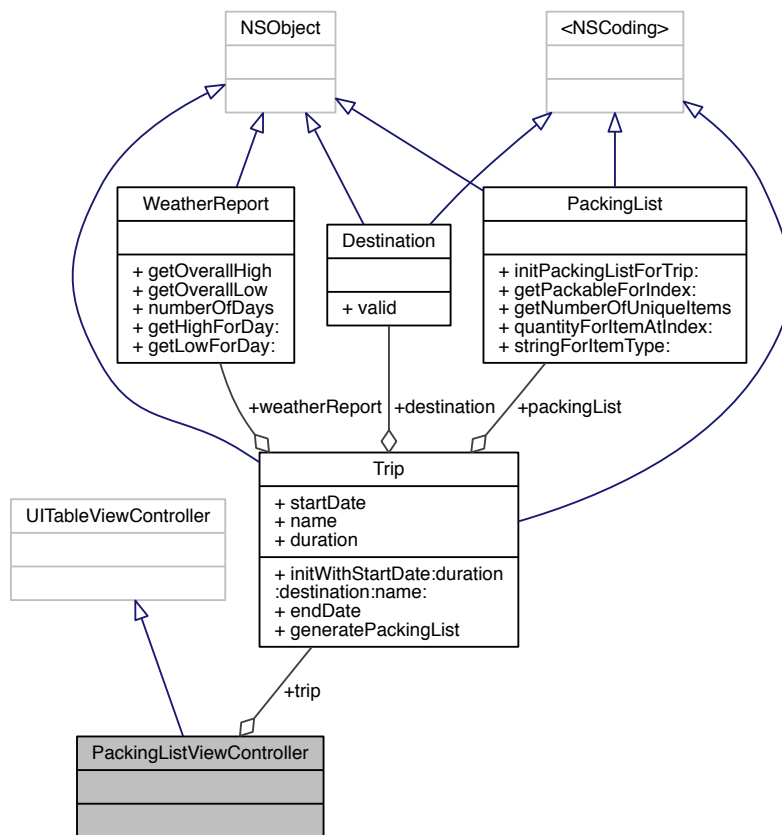 NSObject
<NSCoding>
WeatherReport
+ getOverallHigh
+ getOverallLow
+ numberOfDays
+ getHighForDay:
+ getLowForDay:
Destination
+ valid
PackingList
+ initPackingListForTrip:
+ getPackableForIndex:
+ getNumberOfUniqueItems
+ quantityForItemAtIndex:
+ stringForItemType:
+weatherReport
+destination
+packingList
Trip
+ startDate
+ name
+ duration
+ initWithStartDate:duration
:destination:name:
+ endDate
+ generatePackingList
UITableViewController
+trip
PackingListViewController